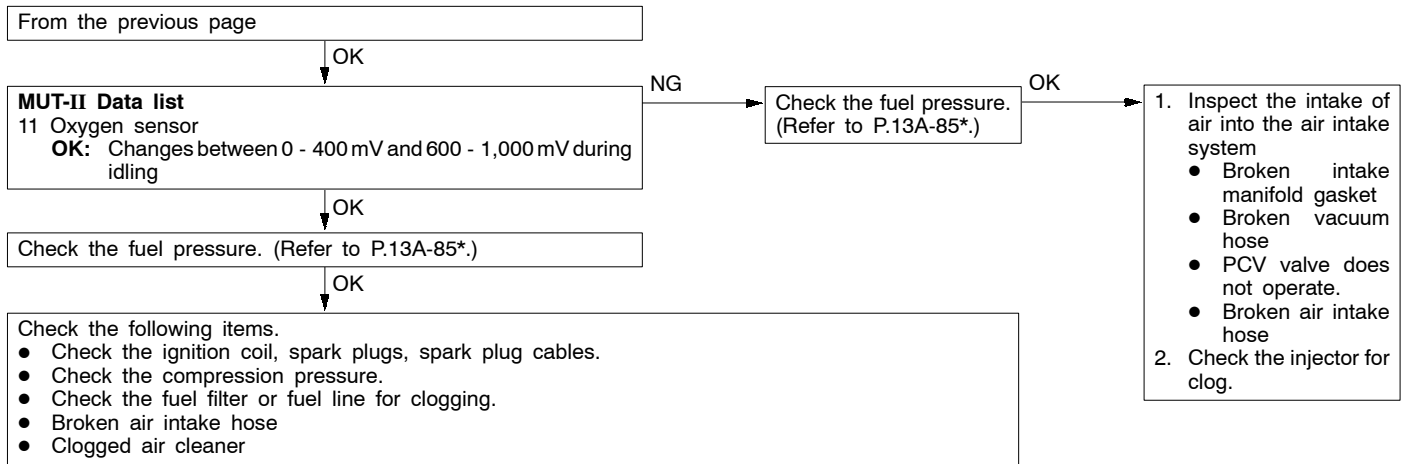 From the previous page
OK
MUT-II Data list
11 Oxygen sensor
OK: Changes between 0 - 400 mV and 600 - 1,000 mV during
idling
NG
Check the fuel pressure.
(Refer to P.13A-85*.)
OK
1. Inspect the intake of
air into the air intake
system
● Broken intake
manifold gasket
● Broken vacuum
hose
● PCV valve does
not operate.
● Broken air intake
hose
2. Check the injector for
clog.
OK
Check the fuel pressure. (Refer to P.13A-85*.)
OK
Check the following items.
● Check the ignition coil, spark plugs, spark plug cables.
● Check the compression pressure.
● Check the fuel filter or fuel line for clogging.
● Broken air intake hose
● Clogged air cleaner